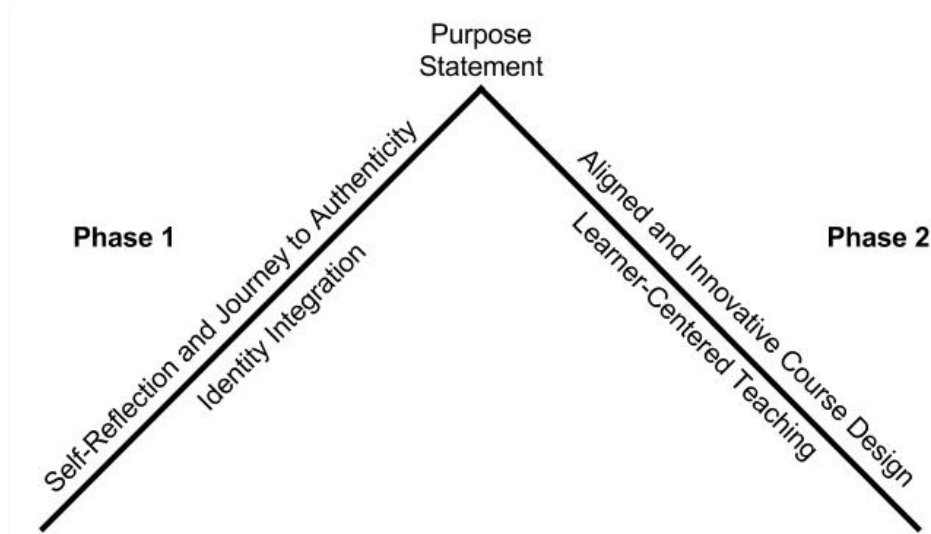 Purpose
Statement
Phase 1
Self-Reflection and Journey to Authenticity
Identity Integration
Aligned and Innovative Course Design
Learner-Centered Teaching
Phase 2